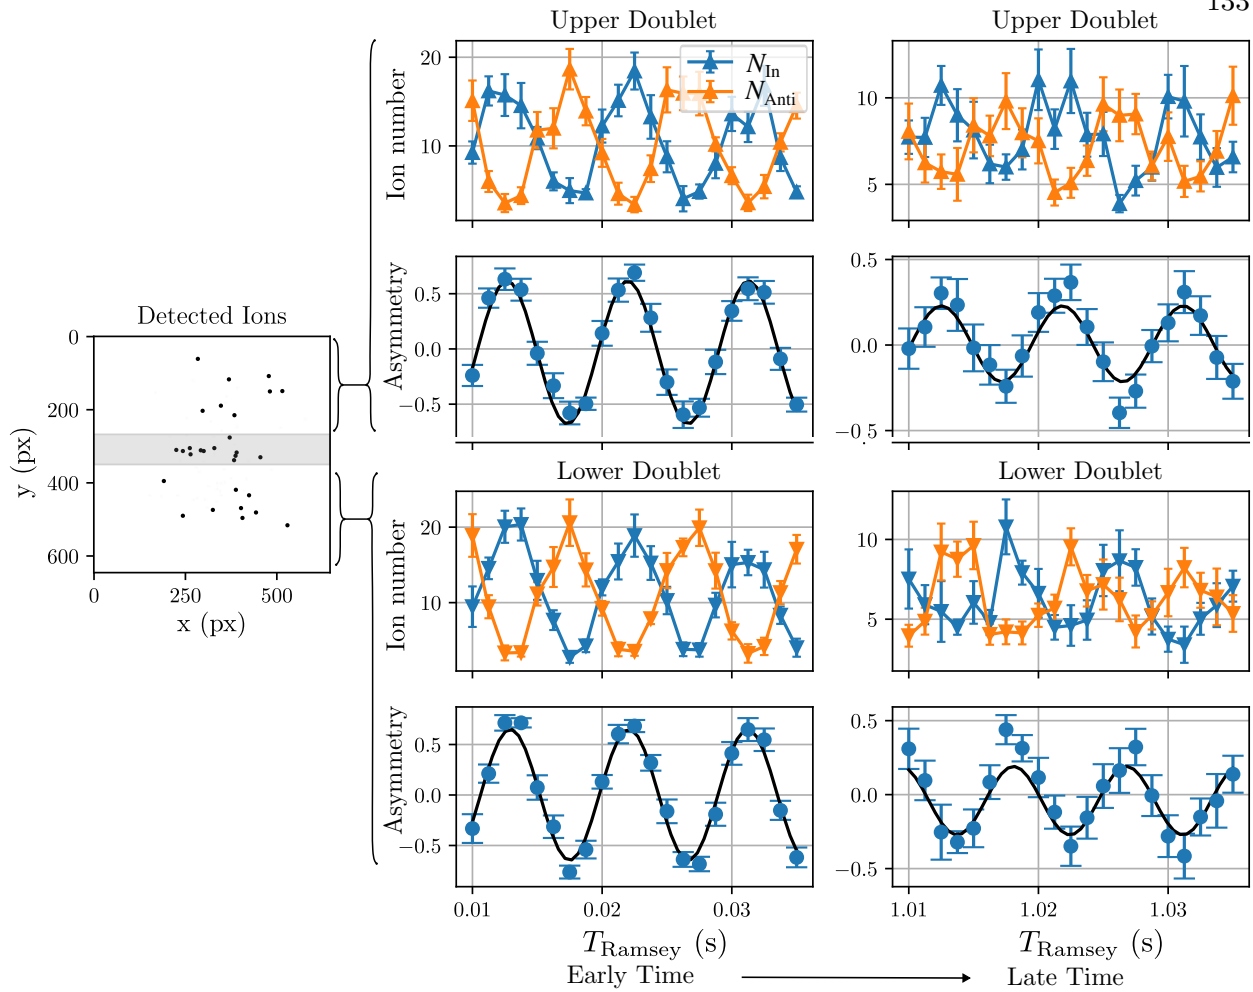 133
Upper Doublet
Upper Doublet
Ion number
20
10
N_In
N_Anti
10
5
Asymmetry
0.5
0.0
−0.5
0.5
0.0
−0.5
Detected Ions
y (px)
0
200
400
600
0 250 500
x (px)
Lower Doublet
Lower Doublet
Ion number
20
10
10
5
Asymmetry
0.5
0.0
−0.5
0.5
0.0
−0.5
0.01 0.02 0.03
1.01 1.02 1.03
T_Ramsey (s)
T_Ramsey (s)
Early Time
Late Time